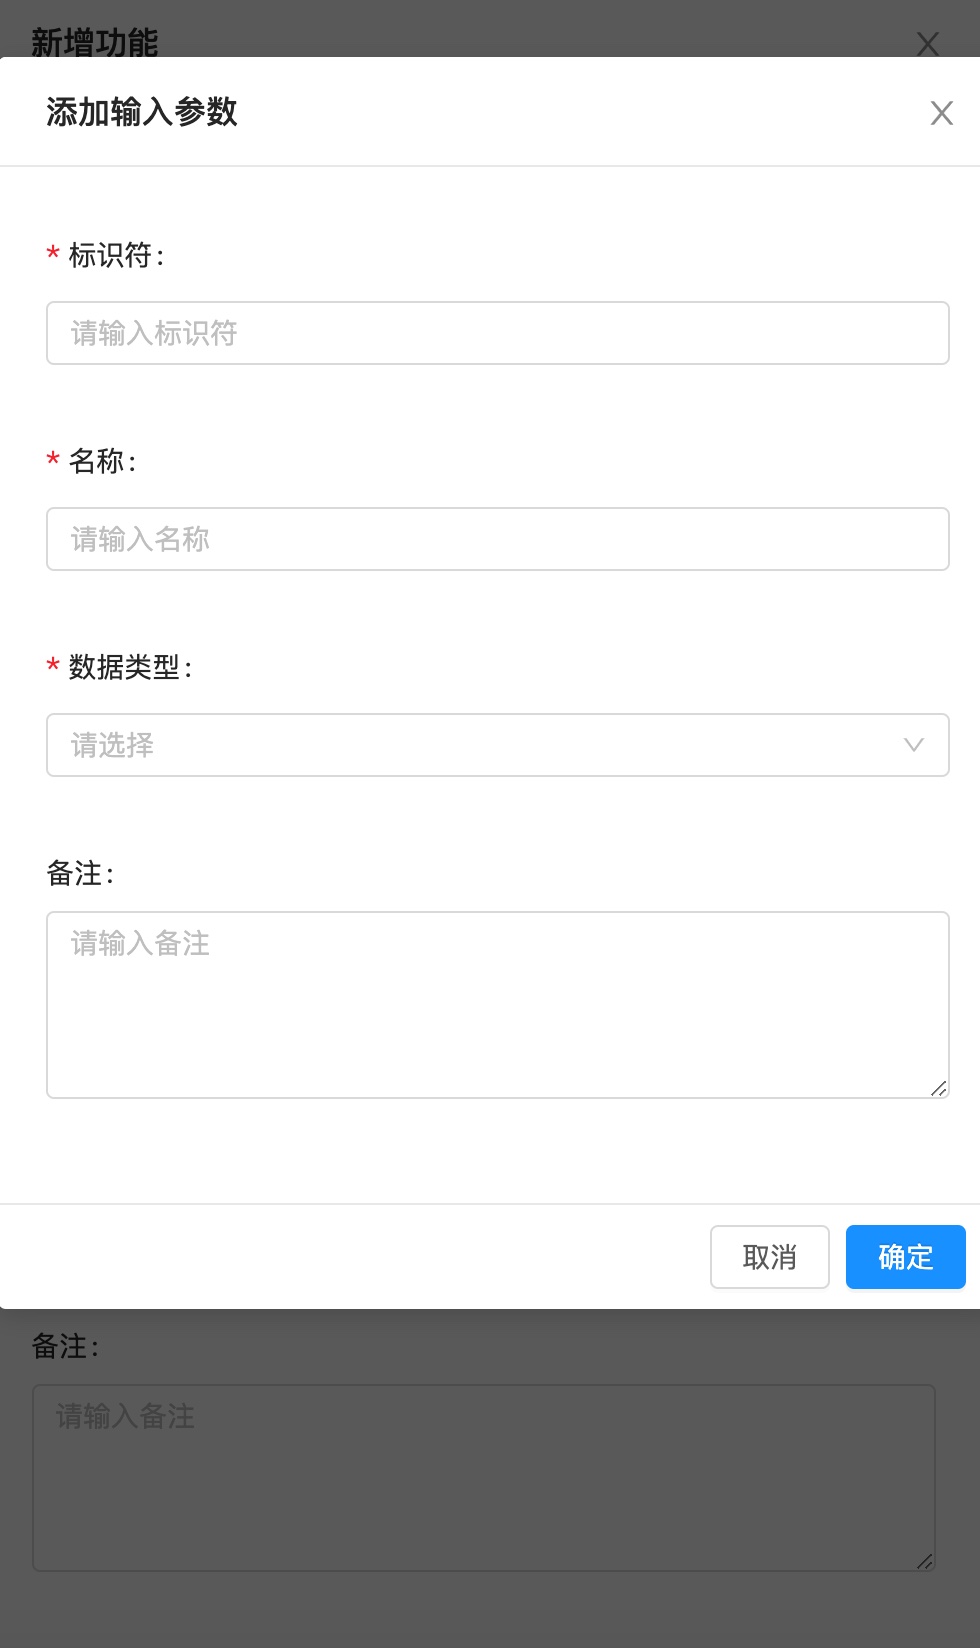 新增功能
添加输入参数
* 标识符:
请输入标识符
* 名称:
请输入名称
* 数据类型:
请选择
备注:
请输入备注
取消 确定
备注:
请输入备注